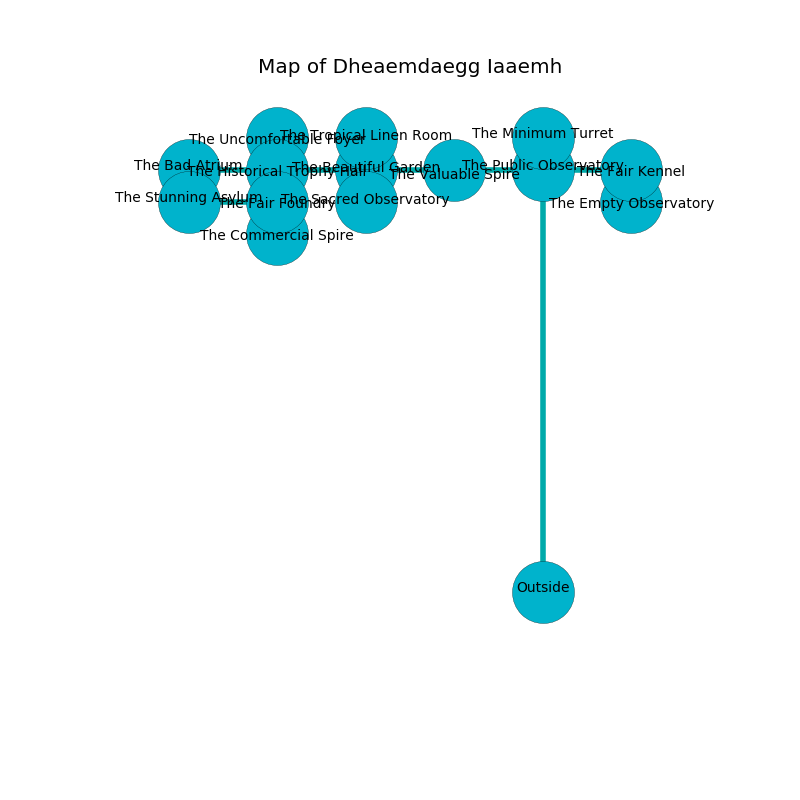 Map of Dheaemdaegg Iaaemh
The Minimum Turret
The Tropical Linen Room
The Uncomfortable Foyer
The Bad Atrium
The Public Observatory
The Beautiful Garden
The Historical Trophy Hall
The Fair Kennel
The Valuable Spire
The Stunning Asylum
The Sacred Observatory
The Fair Foundry
The Empty Observatory
The Commercial Spire
Outside